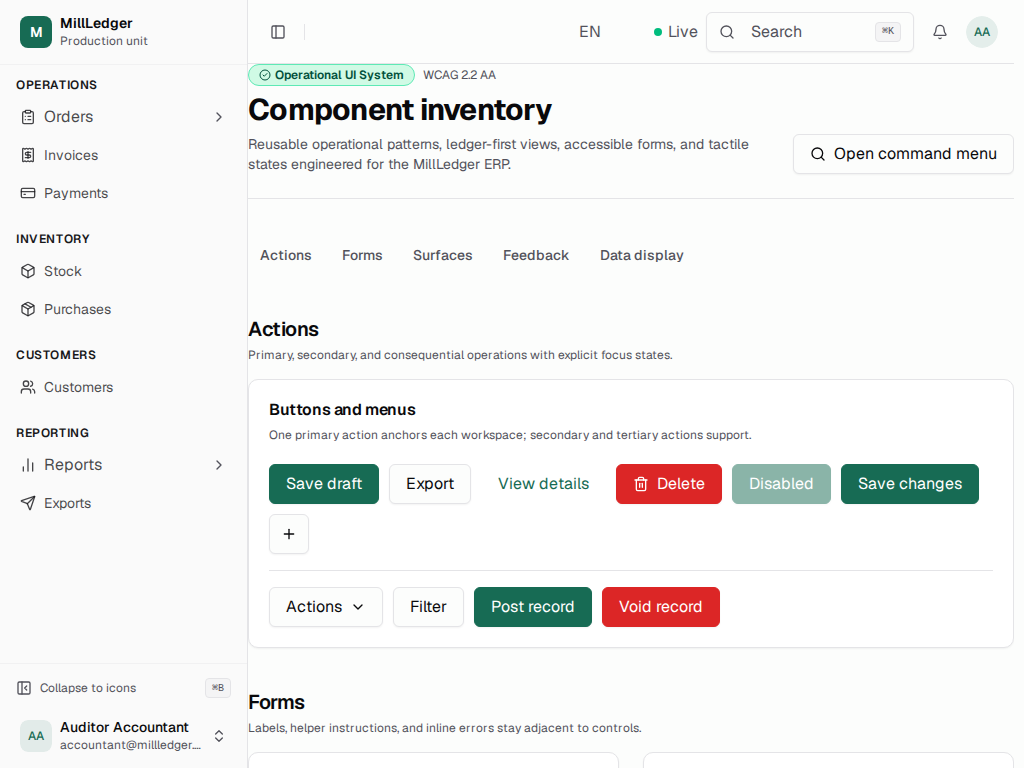 M
MillLedger
Production unit
OPERATIONS
Orders
Invoices
Payments
INVENTORY
Stock
Purchases
CUSTOMERS
Customers
REPORTING
Reports
Exports
Collapse to icons
⌘B
AA
Auditor Accountant
accountant@millledger...
EN
Live
Search
⌘K
AA
Operational UI System
WCAG 2.2 AA
Component inventory
Reusable operational patterns, ledger-first views, accessible forms, and tactile
states engineered for the MillLedger ERP.
Open command menu
Actions
Forms
Surfaces
Feedback
Data display
Actions
Primary, secondary, and consequential operations with explicit focus states.
Buttons and menus
One primary action anchors each workspace; secondary and tertiary actions support.
Save draft
Export
View details
Delete
Disabled
Save changes
Actions
Filter
Post record
Void record
Forms
Labels, helper instructions, and inline errors stay adjacent to controls.